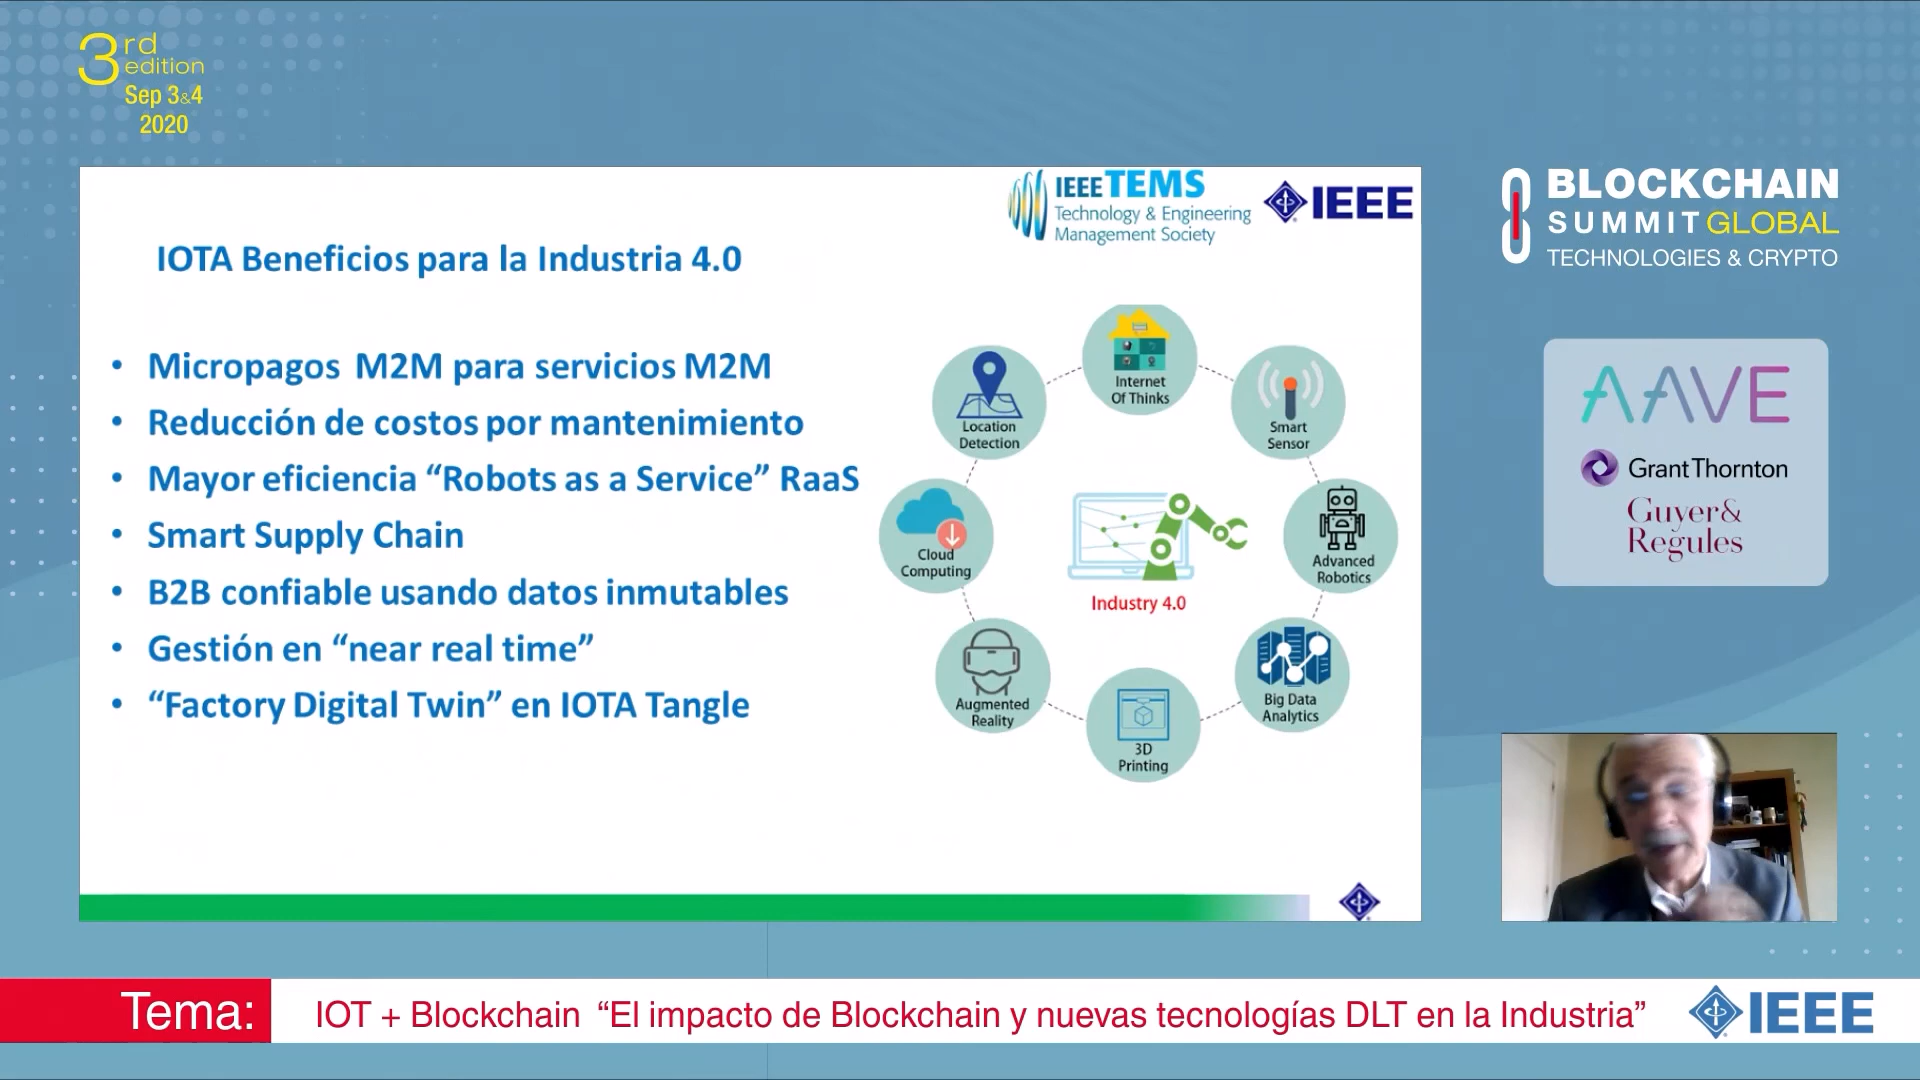 3rd
edition
Sep 3&4
2020
IEEE TEMS
Technology & Engineering
Management Society
IEEE
IOTA Beneficios para la Industria 4.0
• Micropagos M2M para servicios M2M
• Reducción de costos por mantenimiento
• Mayor eficiencia “Robots as a Service” RaaS
• Smart Supply Chain
• B2B confiable usando datos inmutables
• Gestión en “near real time”
• “Factory Digital Twin” en IOTA Tangle
Internet
Of Thinks
Smart
Sensor
Advanced
Robotics
Big Data
Analytics
3D
Printing
Augmented
Reality
Cloud
Computing
Location
Detection
Industry 4.0
BLOCKCHAIN
SUMMIT GLOBAL
TECHNOLOGIES & CRYPTO
AAVE
Grant Thornton
Guyer&
Regules
Tema:
IOT + Blockchain “El impacto de Blockchain y nuevas tecnologías DLT en la Industria”
IEEE